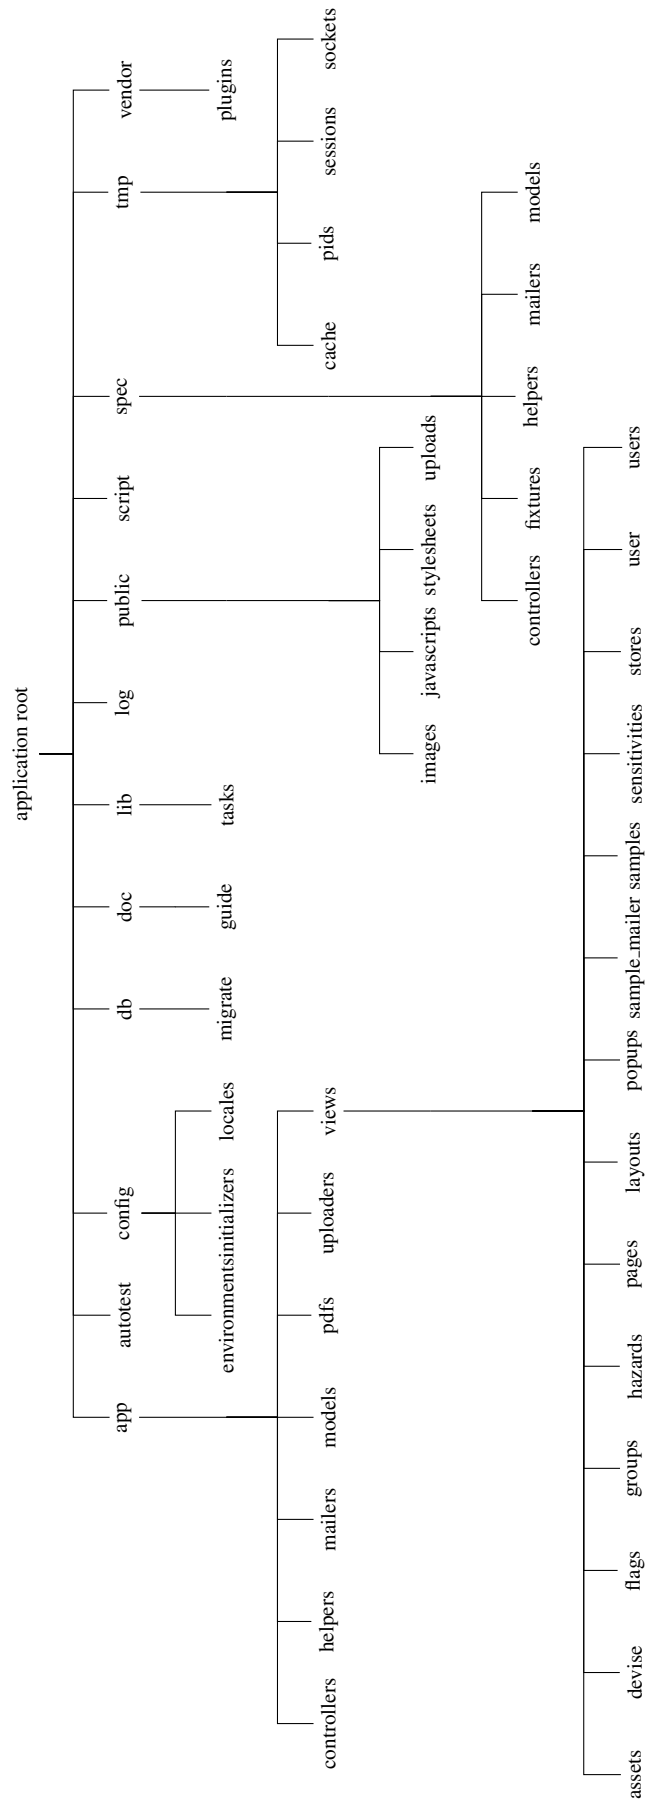 application root
app
autotest
config
db
doc
lib
log
public
script
spec
tmp
vendor
environments
initializers
locales
migrate
guide
tasks
plugins
controllers
helpers
mailers
models
pdfs
uploaders
views
cache
pids
sessions
sockets
images
javascripts
stylesheets
uploads
controllers
fixtures
helpers
mailers
models
assets
devise
flags
groups
hazards
pages
layouts
popups
sample_mailer
samples
sensitivities
stores
user
users